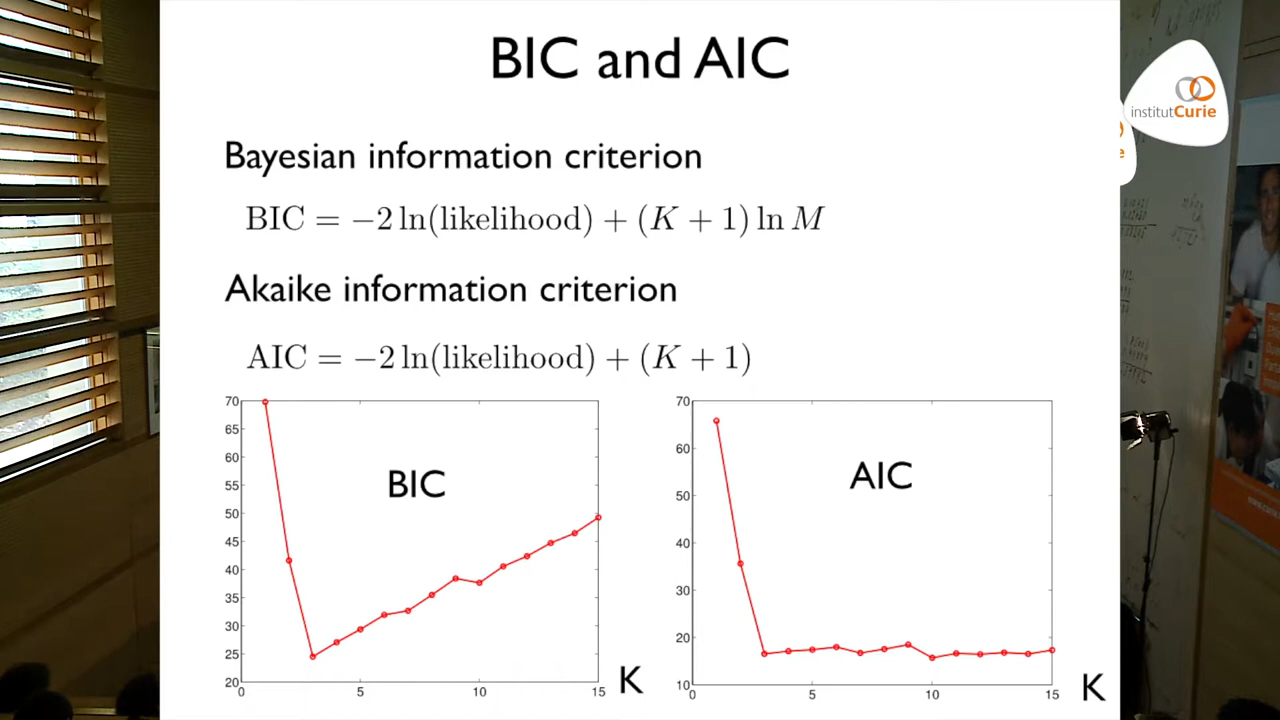 BIC and AIC
institutCurie
Bayesian information criterion
BIC = −2 ln(likelihood) + (K + 1) ln M
Akaike information criterion
AIC = −2 ln(likelihood) + (K + 1)
70
65
60
55
50
45
40
35
30
25
20
0 5 10 15
BIC
K
70
60
50
40
30
20
10
0 5 10 15
AIC
K